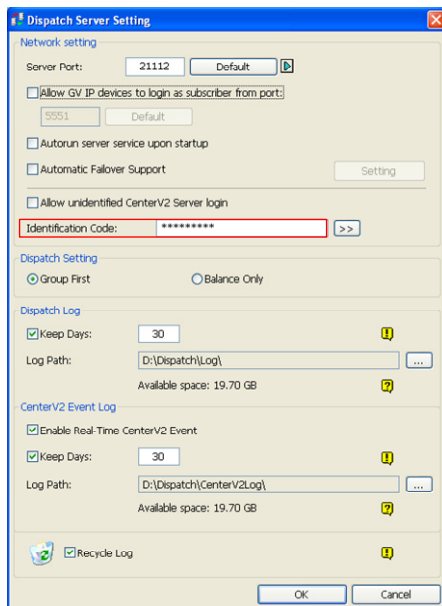 Dispatch Server Setting
Network setting
Server Port: 21112 Default
Allow GV IP devices to login as subscriber from port:
5551 Default
Autorun server service upon startup
Automatic Failover Support Setting
Allow unidentified CenterV2 Server login
Identification Code: ********* >>
Dispatch Setting
Group First Balance Only
Dispatch Log
Keep Days: 30
Log Path: D:\Dispatch\Log\ ...
Available space: 19.70 GB
CenterV2 Event Log
Enable Real-Time CenterV2 Event
Keep Days: 30
Log Path: D:\Dispatch\CenterV2Log\ ...
Available space: 19.70 GB
Recycle Log
OK Cancel